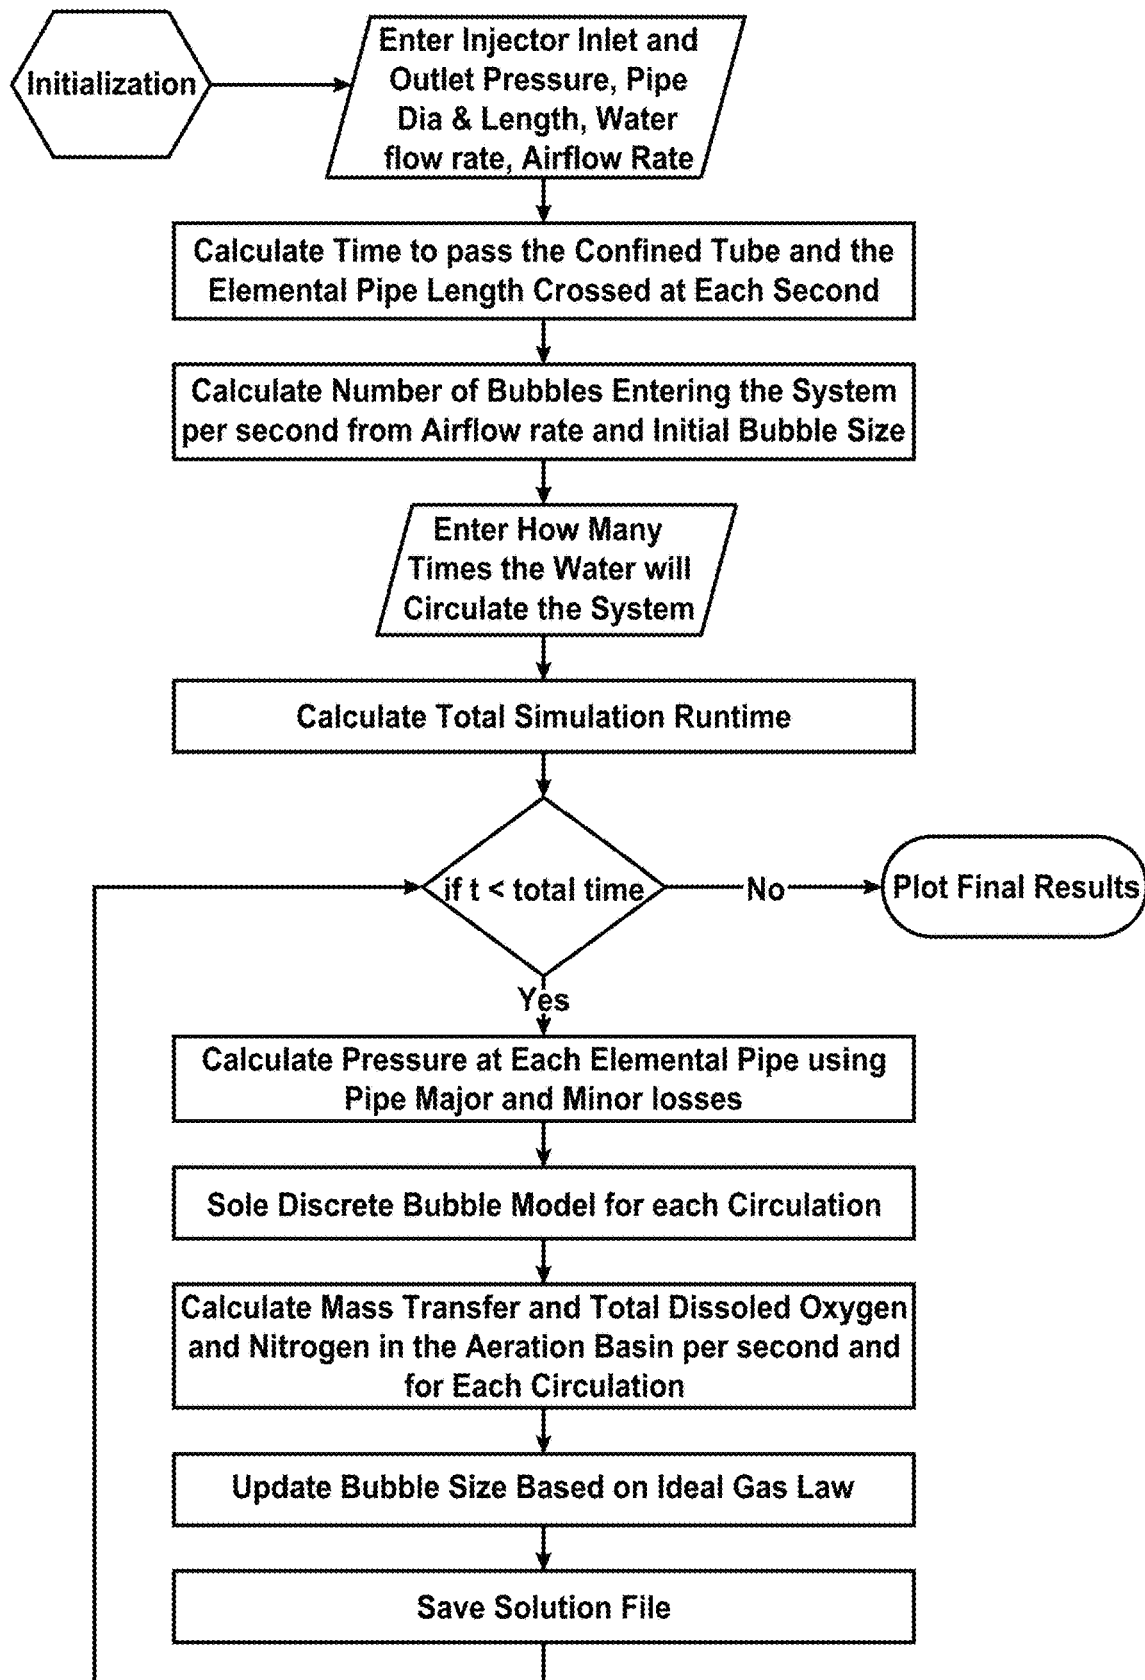 Initialization
Enter Injector Inlet and
Outlet Pressure, Pipe
Dia & Length, Water
flow rate, Airflow Rate
Calculate Time to pass the Confined Tube and the
Elemental Pipe Length Crossed at Each Second
Calculate Number of Bubbles Entering the System
per second from Airflow rate and Initial Bubble Size
Enter How Many
Times the Water will
Circulate the System
Calculate Total Simulation Runtime
if t < total time
No
Plot Final Results
Yes
Calculate Pressure at Each Elemental Pipe using
Pipe Major and Minor losses
Sole Discrete Bubble Model for each Circulation
Calculate Mass Transfer and Total Dissoled Oxygen
and Nitrogen in the Aeration Basin per second and
for Each Circulation
Update Bubble Size Based on Ideal Gas Law
Save Solution File